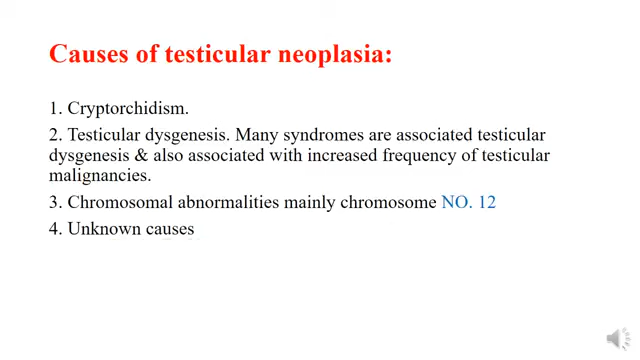 Causes of testicular neoplasia:
1. Cryptorchidism.
2. Testicular dysgenesis. Many syndromes are associated testicular
dysgenesis & also associated with increased frequency of testicular
malignancies.
3. Chromosomal abnormalities mainly chromosome NO. 12
4. Unknown causes